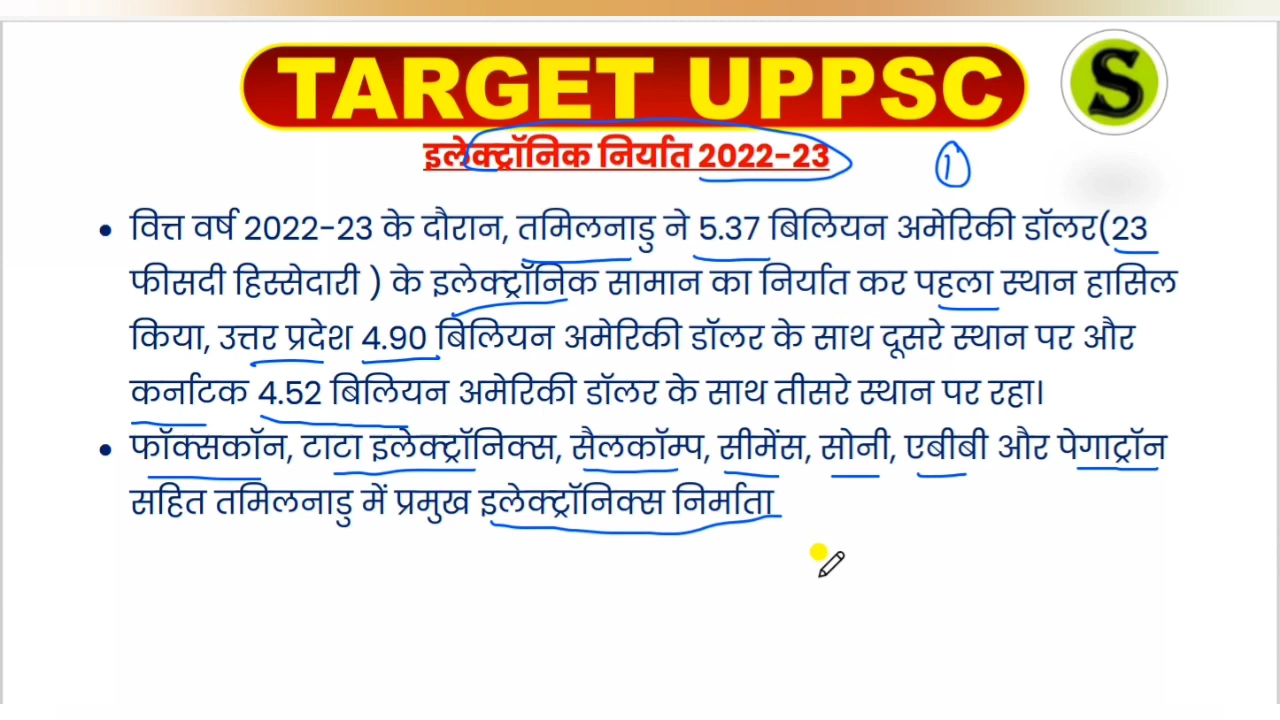 TARGET UPPSC
S
इलेक्ट्रॉनिक निर्यात 2022-23
1
• वित्त वर्ष 2022-23 के दौरान, तमिलनाडु ने 5.37 बिलियन अमेरिकी डॉलर(23
फीसदी हिस्सेदारी ) के इलेक्ट्रॉनिक सामान का निर्यात कर पहला स्थान हासिल
किया, उत्तर प्रदेश 4.90 बिलियन अमेरिकी डॉलर के साथ दूसरे स्थान पर और
कर्नाटक 4.52 बिलियन अमेरिकी डॉलर के साथ तीसरे स्थान पर रहा।
• फॉक्सकॉन, टाटा इलेक्ट्रॉनिक्स, सैलकॉम्प, सीमेंस, सोनी, एबीबी और पेगाट्रॉन
सहित तमिलनाडु में प्रमुख इलेक्ट्रॉनिक्स निर्माता